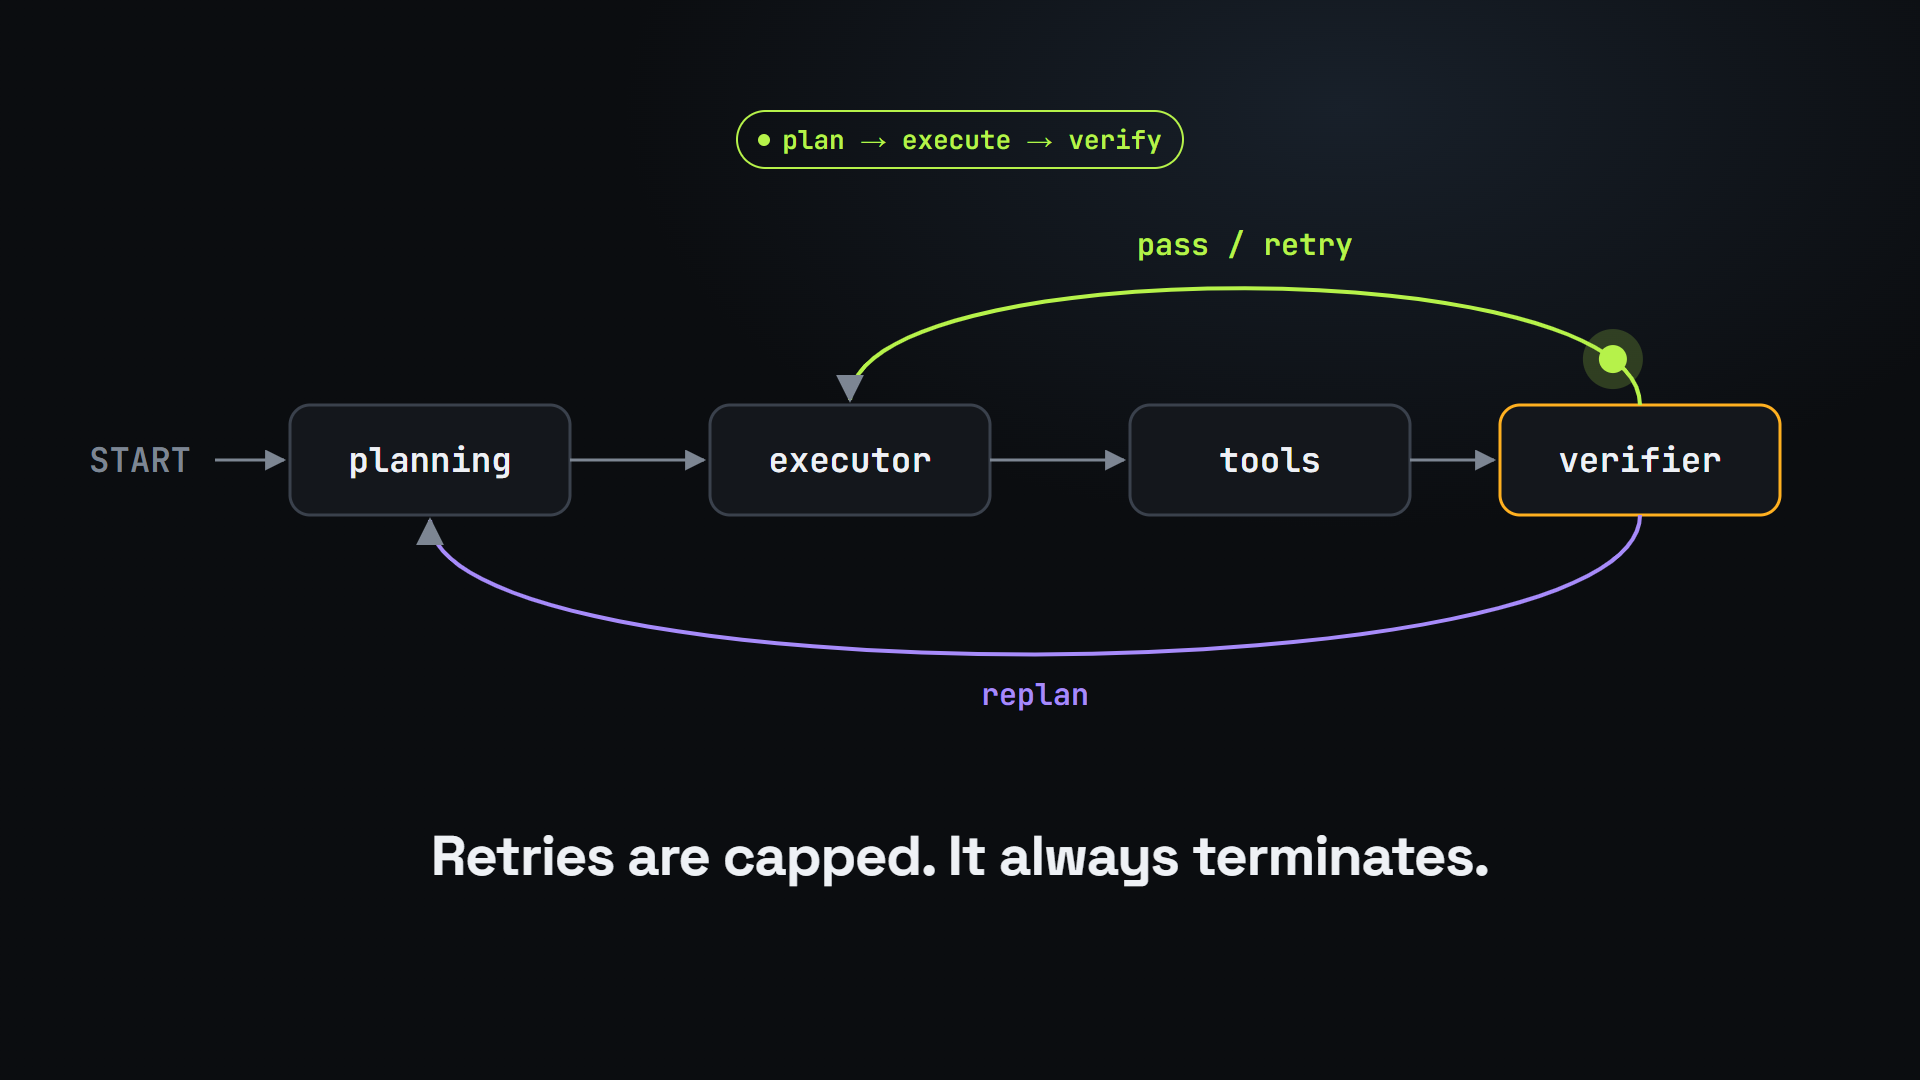 plan → execute → verify
pass / retry
START
planning
executor
tools
verifier
replan
Retries are capped. It always terminates.